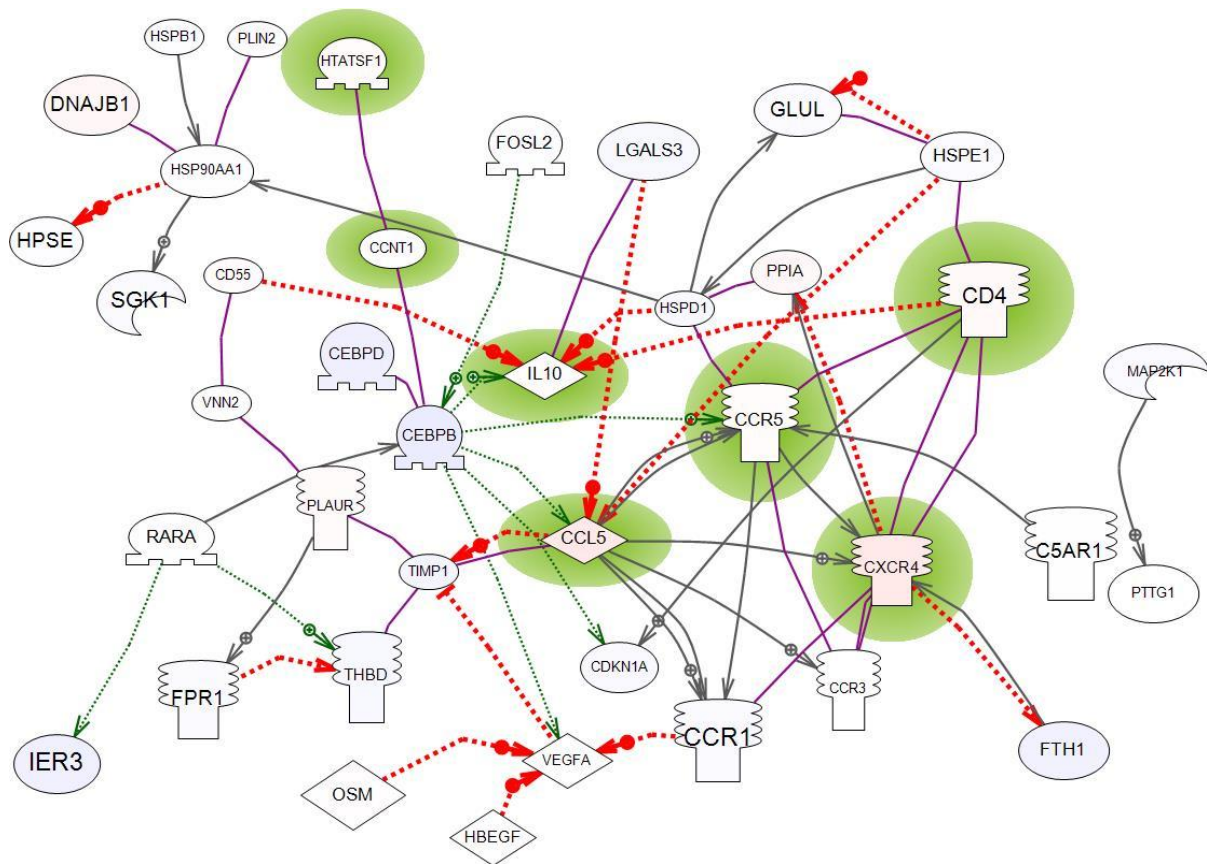 HSPB1
PLIN2
HTATSF1
DNAJB1
GLUL
FOSL2
LGALS3
HSPE1
HSP90AA1
HPSE
CCNT1
CD55
PPIA
CD4
SGK1
HSPD1
CEBPD
IL10
MAP2K1
VNN2
CCR5
CEBPB
PLAUR
RARA
CCL5
C5AR1
CXCR4
TIMP1
PTTG1
CDKN1A
THBD
CCR3
FPR1
CCR1
IER3
VEGFA
FTH1
OSM
HBEGF